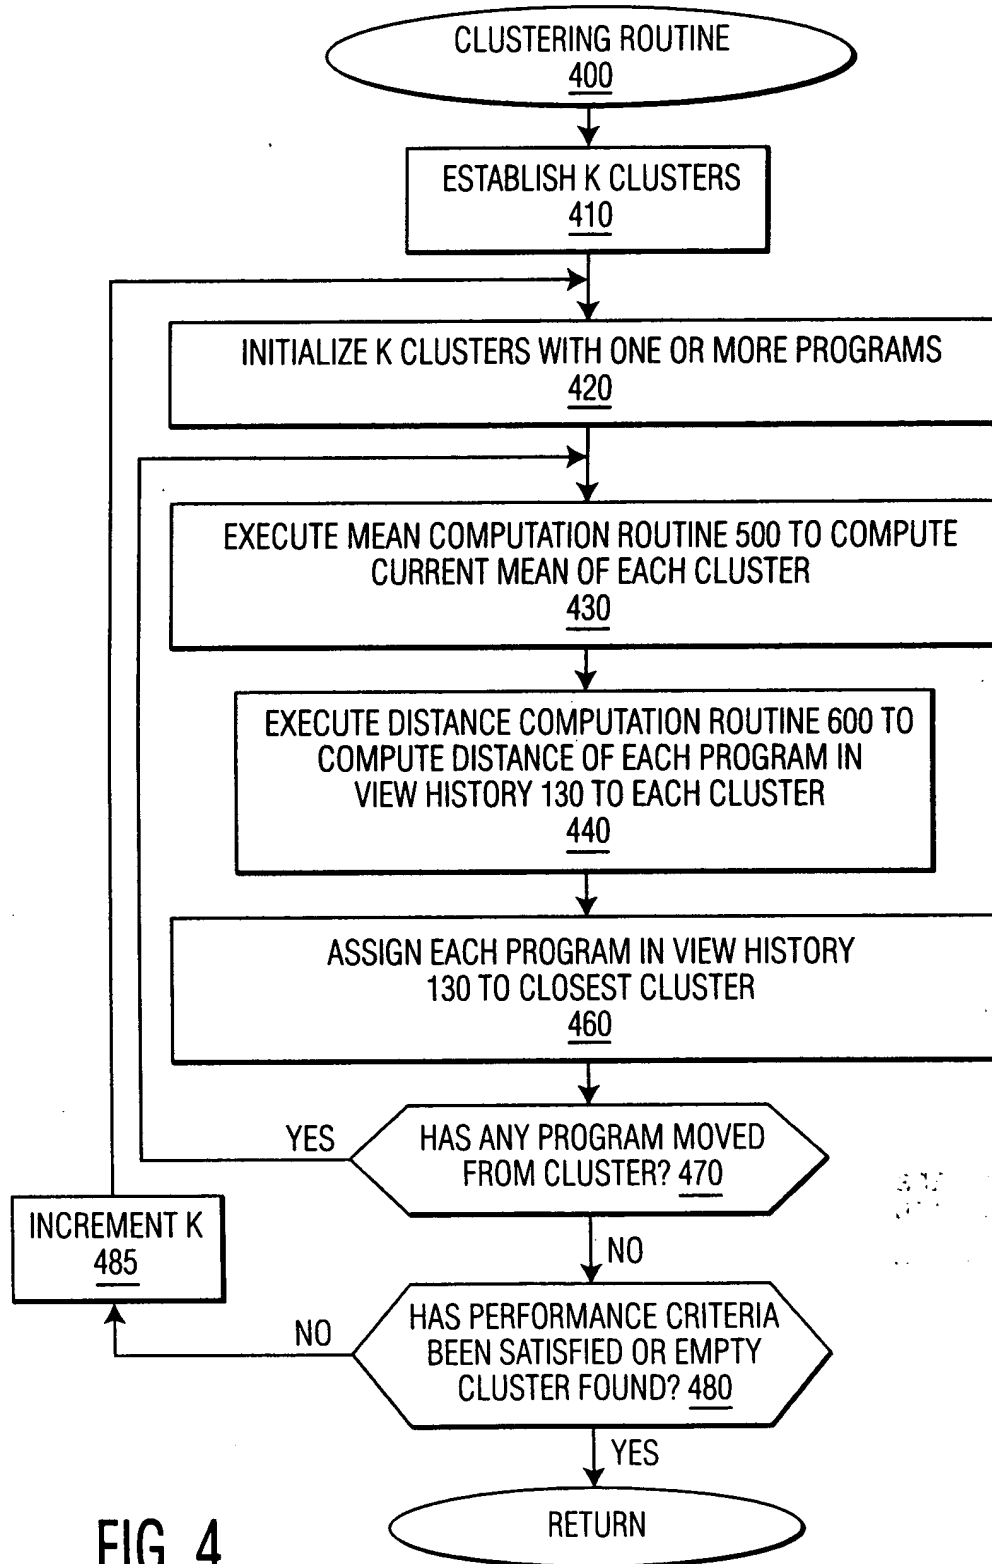 CLUSTERING ROUTINE
400
ESTABLISH K CLUSTERS
410
INITIALIZE K CLUSTERS WITH ONE OR MORE PROGRAMS
420
EXECUTE MEAN COMPUTATION ROUTINE 500 TO COMPUTE
CURRENT MEAN OF EACH CLUSTER
430
EXECUTE DISTANCE COMPUTATION ROUTINE 600 TO
COMPUTE DISTANCE OF EACH PROGRAM IN
VIEW HISTORY 130 TO EACH CLUSTER
440
ASSIGN EACH PROGRAM IN VIEW HISTORY
130 TO CLOSEST CLUSTER
460
YES
HAS ANY PROGRAM MOVED
FROM CLUSTER? 470
INCREMENT K
485
NO
NO
HAS PERFORMANCE CRITERIA
BEEN SATISFIED OR EMPTY
CLUSTER FOUND? 480
YES
RETURN
FIG. 4